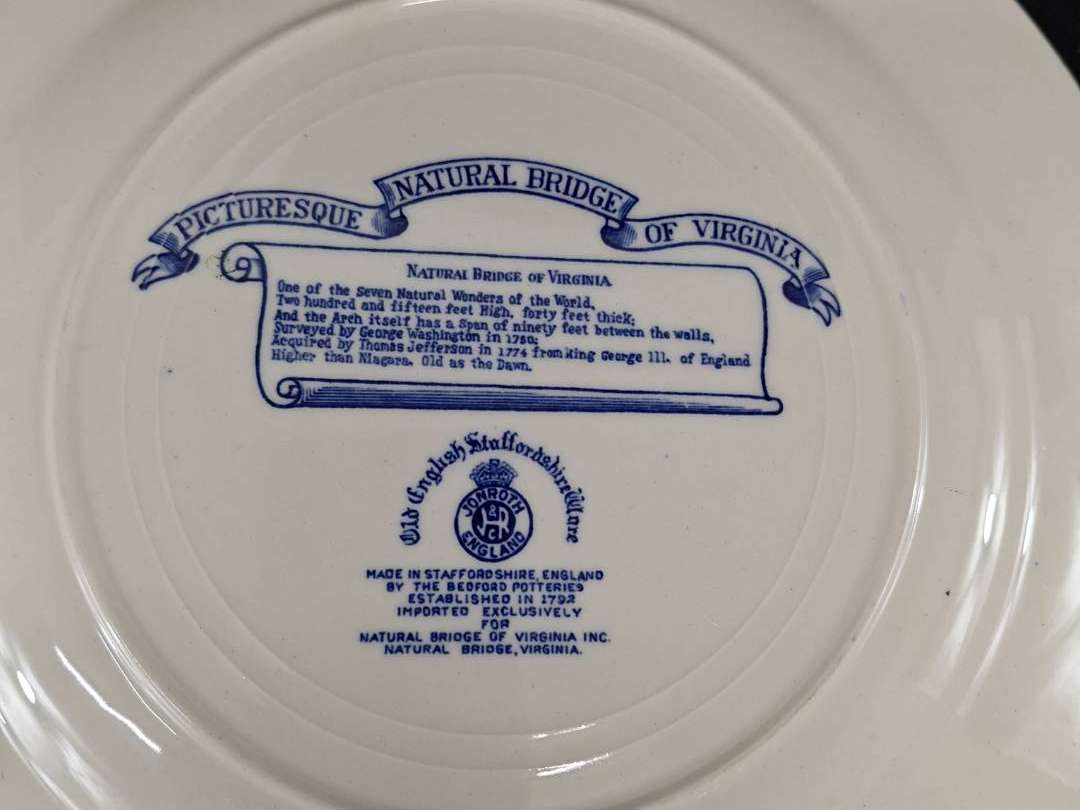 PICTURESQUE NATURAL BRIDGE OF VIRGINIA
NATURAL BRIDGE OF VIRGINIA
One of the Seven Natural Wonders of the World,
Two hundred and fifteen feet High, forty feet thick;
And the Arch itself has a span of ninety feet between the walls,
Surveyed by George Washington in 1750;
Acquired by Thomas Jefferson in 1774 from King George III. of England
Higher than Niagara. Old as the Dawn.
Old English Staffordshire Ware
JONROTH
&
JHR
ENGLAND
MADE IN STAFFORDSHIRE, ENGLAND
BY THE BEDFORD POTTERIES
ESTABLISHED IN 1792
IMPORTED EXCLUSIVELY
FOR
NATURAL BRIDGE OF VIRGINIA INC.
NATURAL BRIDGE, VIRGINIA.